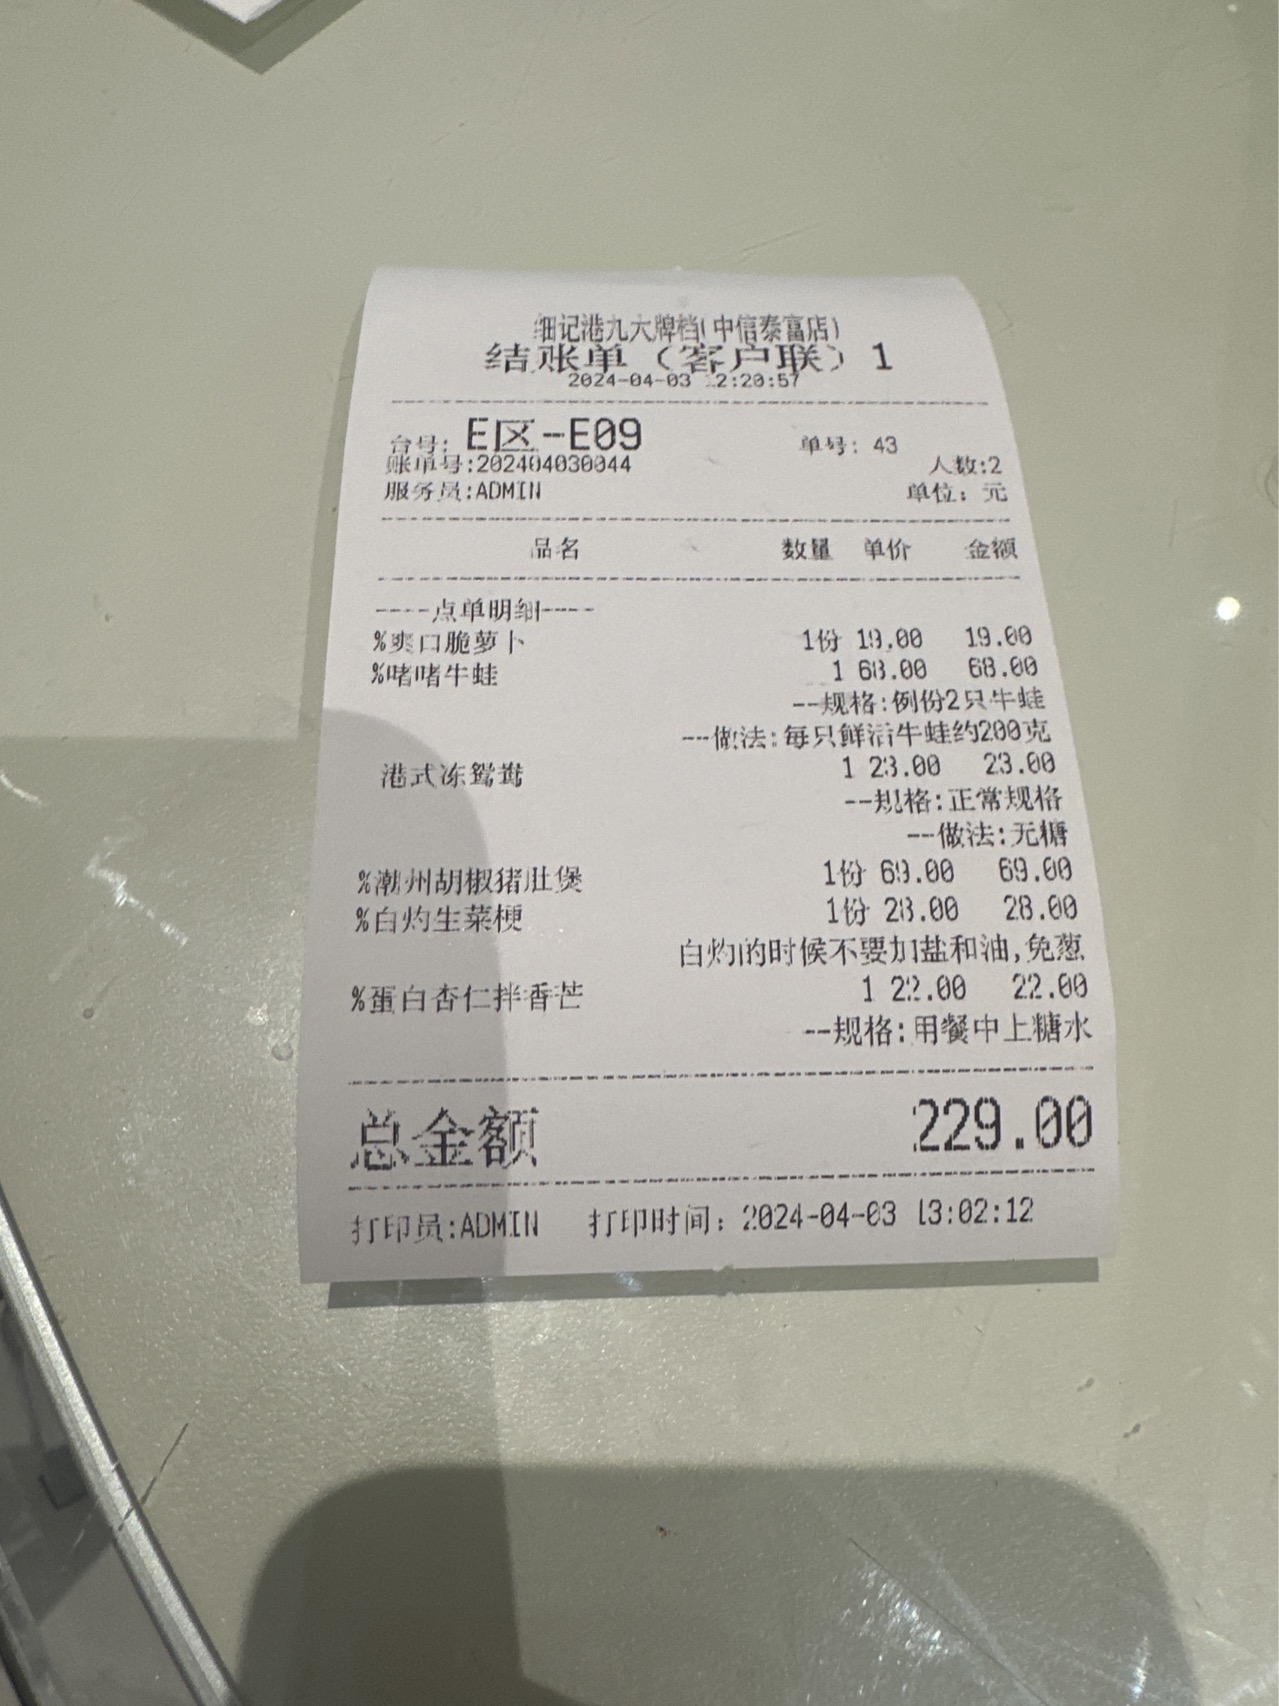 细记港九大牌档(中信泰富店)
结账单（客户联）1
2024-04-03 12:20:57
台号: E区-E09 单号: 43
账单号:202404030044 人数:2
服务员:ADMIN 单位: 元
品名 数量 单价 金额
----点单明细----
%爽口脆萝卜 1份 19.00 19.00
%啫啫牛蛙 1 68.00 68.00
--规格:例份2只牛蛙
--做法:每只鲜活牛蛙约200克
港式冻鸳鸯 1 23.00 23.00
--规格:正常规格
--做法:无糖
%潮州胡椒猪肚煲 1份 69.00 69.00
%白灼生菜梗 1份 28.00 28.00
白灼的时候不要加盐和油,免葱
%蛋白杏仁拌香芒 1 22.00 22.00
--规格:用餐中上糖水
总金额 229.00
打印员:ADMIN 打印时间: 2024-04-03 13:02:12